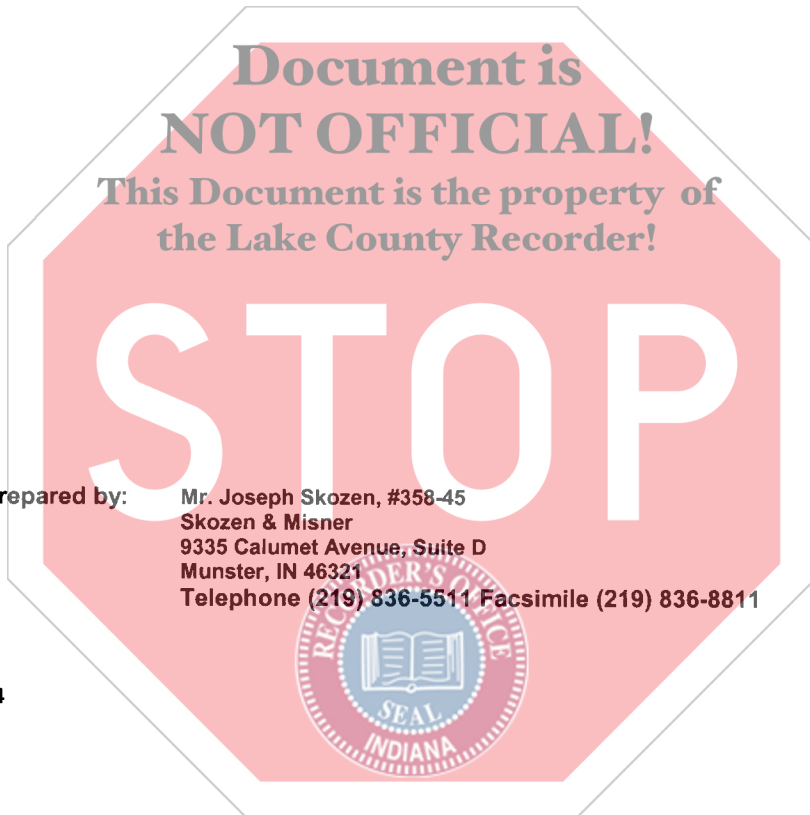 Document is
NOT OFFICIAL!
This Document is the property of
the Lake County Recorder!
STOP
repared by: Mr. Joseph Skozen, #358-45
Skozen & Misner
9335 Calumet Avenue, Suite D
Munster, IN 46321
Telephone (219) 836-5511 Facsimile (219) 836-8811
RECORDER'S OFFICE
SEAL
INDIANA
4